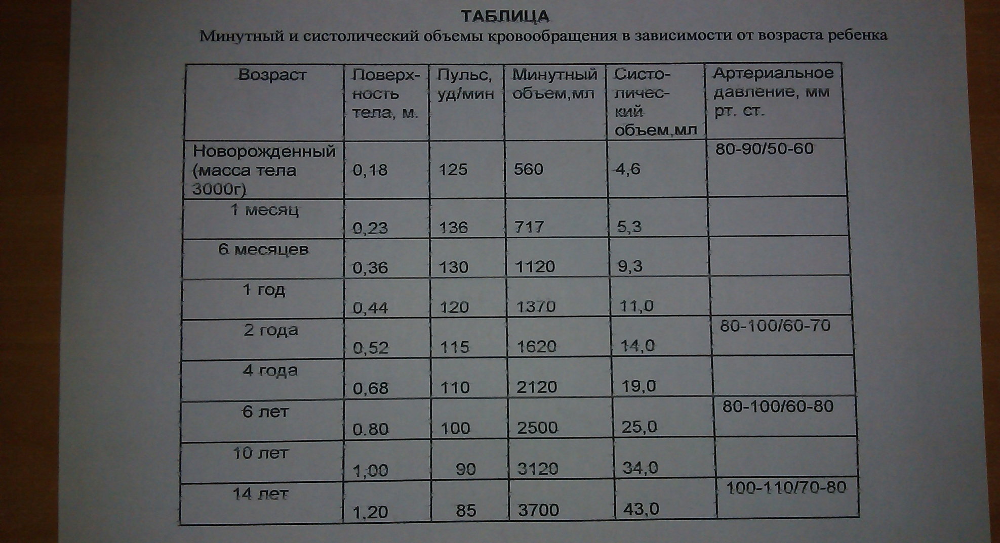 ТАБЛИЦА
Минутный и систолический объемы кровообращения в зависимости от возраста ребенка
Возраст
Поверх-
ность
тела, м.
Пульс,
уд/мин
Минутный
объем,мл
Систо-
личес-
кий
объем,мл
Артериальное
давление, мм
рт. ст.
Новорожденный
(масса тела
3000г)
0,18
125
560
4,6
80-90/50-60
1 месяц
0,23
136
717
5,3
6 месяцев
0,36
130
1120
9,3
1 год
0,44
120
1370
11,0
2 года
0,52
115
1620
14,0
80-100/60-70
4 года
0,68
110
2120
19,0
6 лет
0.80
100
2500
25,0
80-100/60-80
10 лет
1,00
90
3120
34,0
14 лет
1,20
85
3700
43,0
100-110/70-80